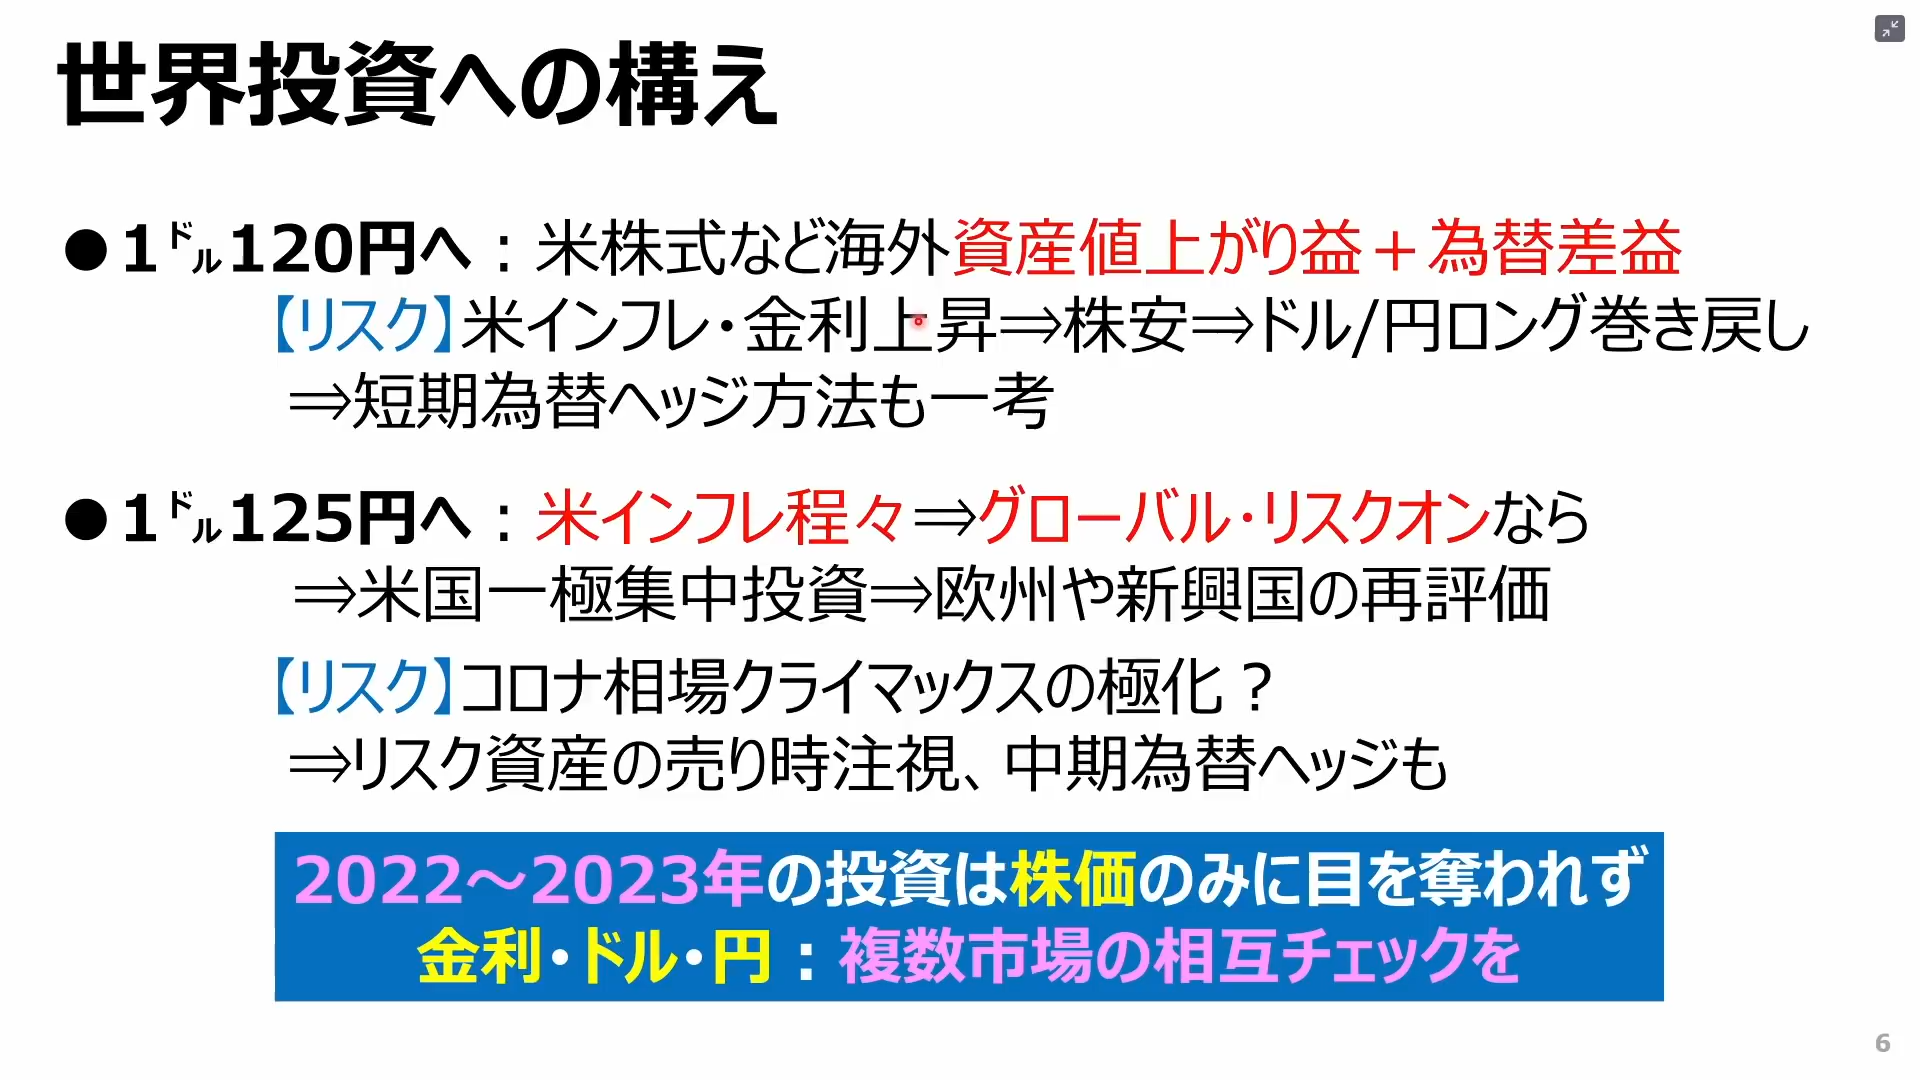 世界投資への構え
●1㌦120円へ：米株式など海外資産値上がり益＋為替差益
【リスク】米インフレ・金利上昇⇒株安⇒ドル/円ロング巻き戻し
⇒短期為替ヘッジ方法も一考
●1㌦125円へ：米インフレ程々⇒グローバル・リスクオンなら
⇒米国一極集中投資⇒欧州や新興国の再評価
【リスク】コロナ相場クライマックスの極化？
⇒リスク資産の売り時注視、中期為替ヘッジも
2022～2023年の投資は株価のみに目を奪われず
金利・ドル・円：複数市場の相互チェックを
6